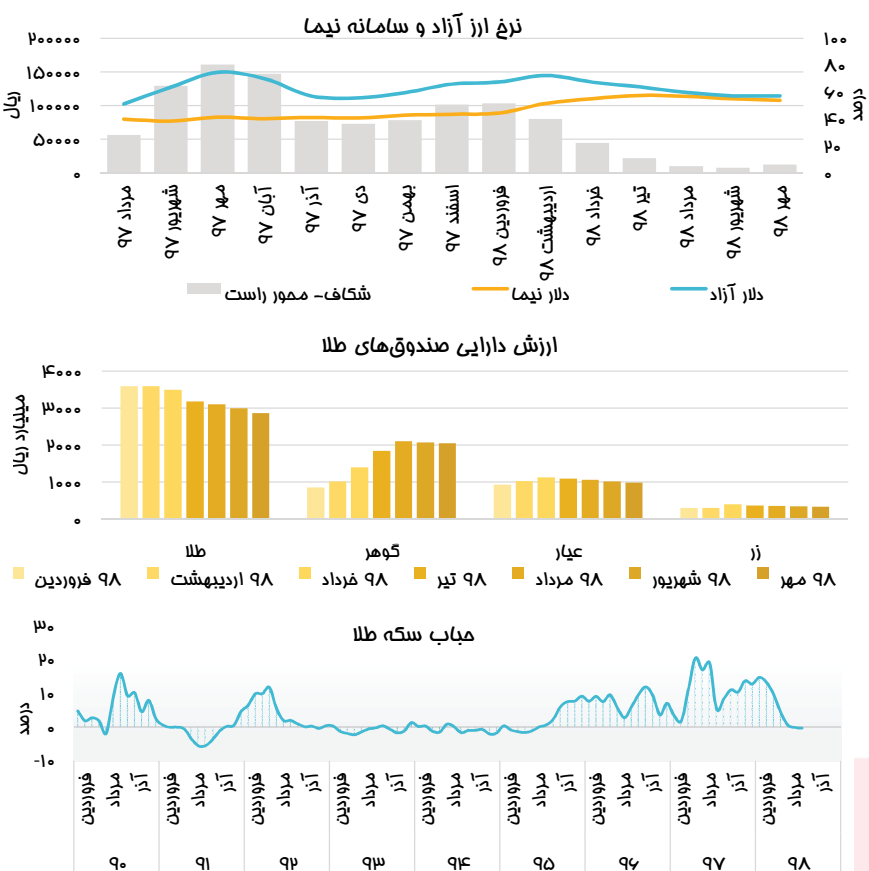 نرخ ارز آزاد و سامانه نیما
۲۰۰۰۰۰
۱۵۰۰۰۰
۱۰۰۰۰۰
۵۰۰۰۰
۰
ریال
۱۰۰
۸۰
۶۰
۴۰
۲۰
۰
درصد
مرداد ۹۷
شهریور ۹۷
مهر ۹۷
آبان ۹۷
آذر ۹۷
دی ۹۷
بهمن ۹۷
اسفند ۹۷
فروردین ۹۸
اردیبهشت ۹۸
خرداد ۹۸
تیر ۹۸
مرداد ۹۸
شهریور ۹۸
مهر ۹۸
دلار آزاد
دلار نیما
شکاف- محور راست
ارزش دارایی صندوق‌های طلا
۴۰۰۰
۳۰۰۰
۲۰۰۰
۱۰۰۰
۰
میلیارد ریال
طلا
گوهر
عیار
زر
۹۸ فروردین
۹۸ اردیبهشت
۹۸ خرداد
۹۸ تیر
۹۸ مرداد
۹۸ شهریور
۹۸ مهر
حباب سکه طلا
۳۰
۲۰
۱۰
۰
-۱۰
درصد
فروردین
مرداد
آذر
فروردین
مرداد
آذر
فروردین
مرداد
آذر
فروردین
مرداد
آذر
فروردین
مرداد
آذر
فروردین
مرداد
آذر
فروردین
مرداد
آذر
فروردین
مرداد
آذر
فروردین
مرداد
آذر
۹۰
۹۱
۹۲
۹۳
۹۴
۹۵
۹۶
۹۷
۹۸